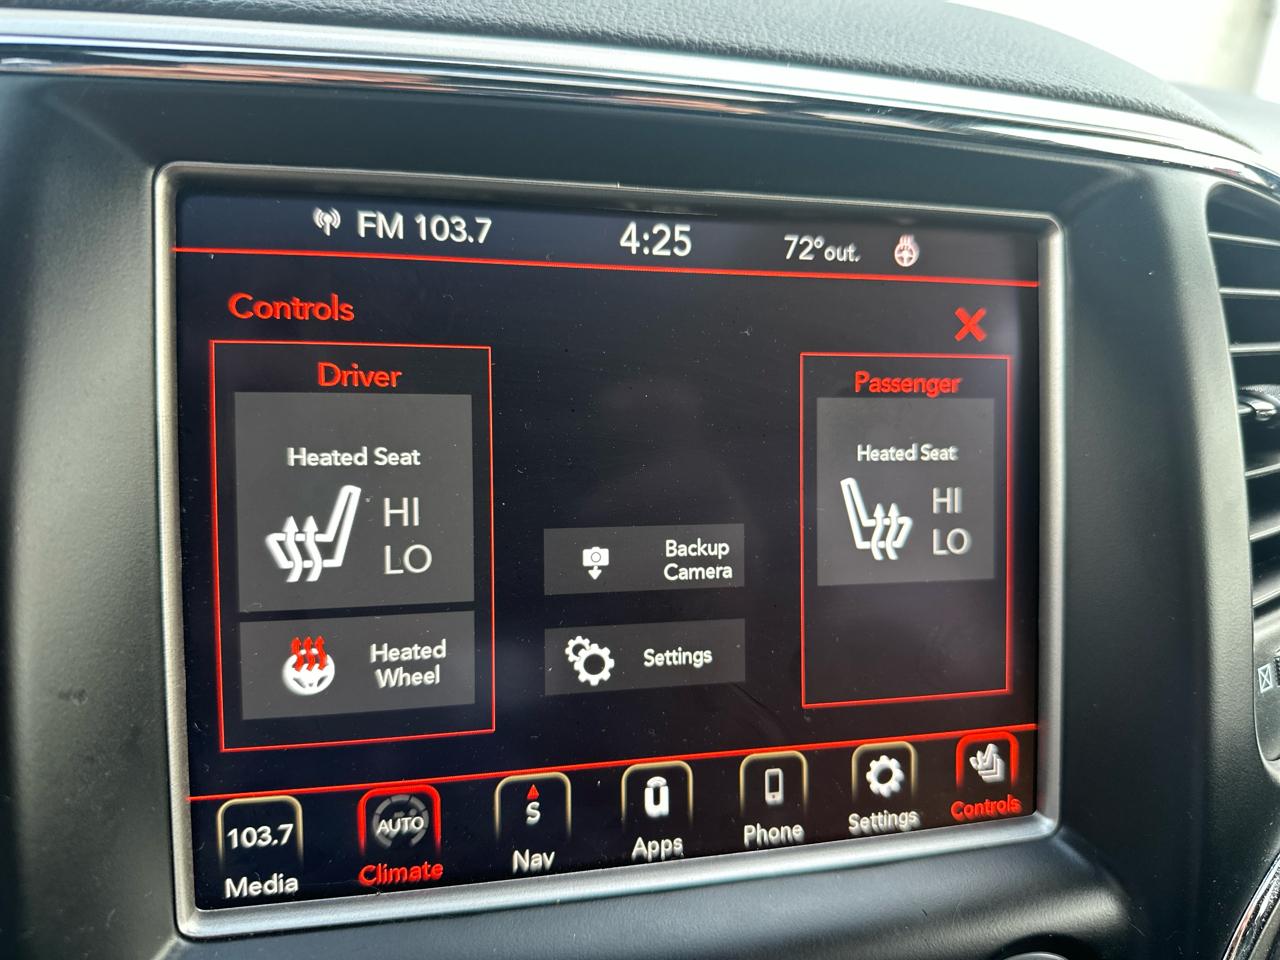 FM 103.7
4:25
72° out.
Controls
Driver
Heated Seat
HI
LO
Heated
Wheel
Backup
Camera
Settings
Passenger
Heated Seat
HI
LO
103.7
Media
AUTO
Climate
S
Nav
Apps
Phone
Settings
Controls